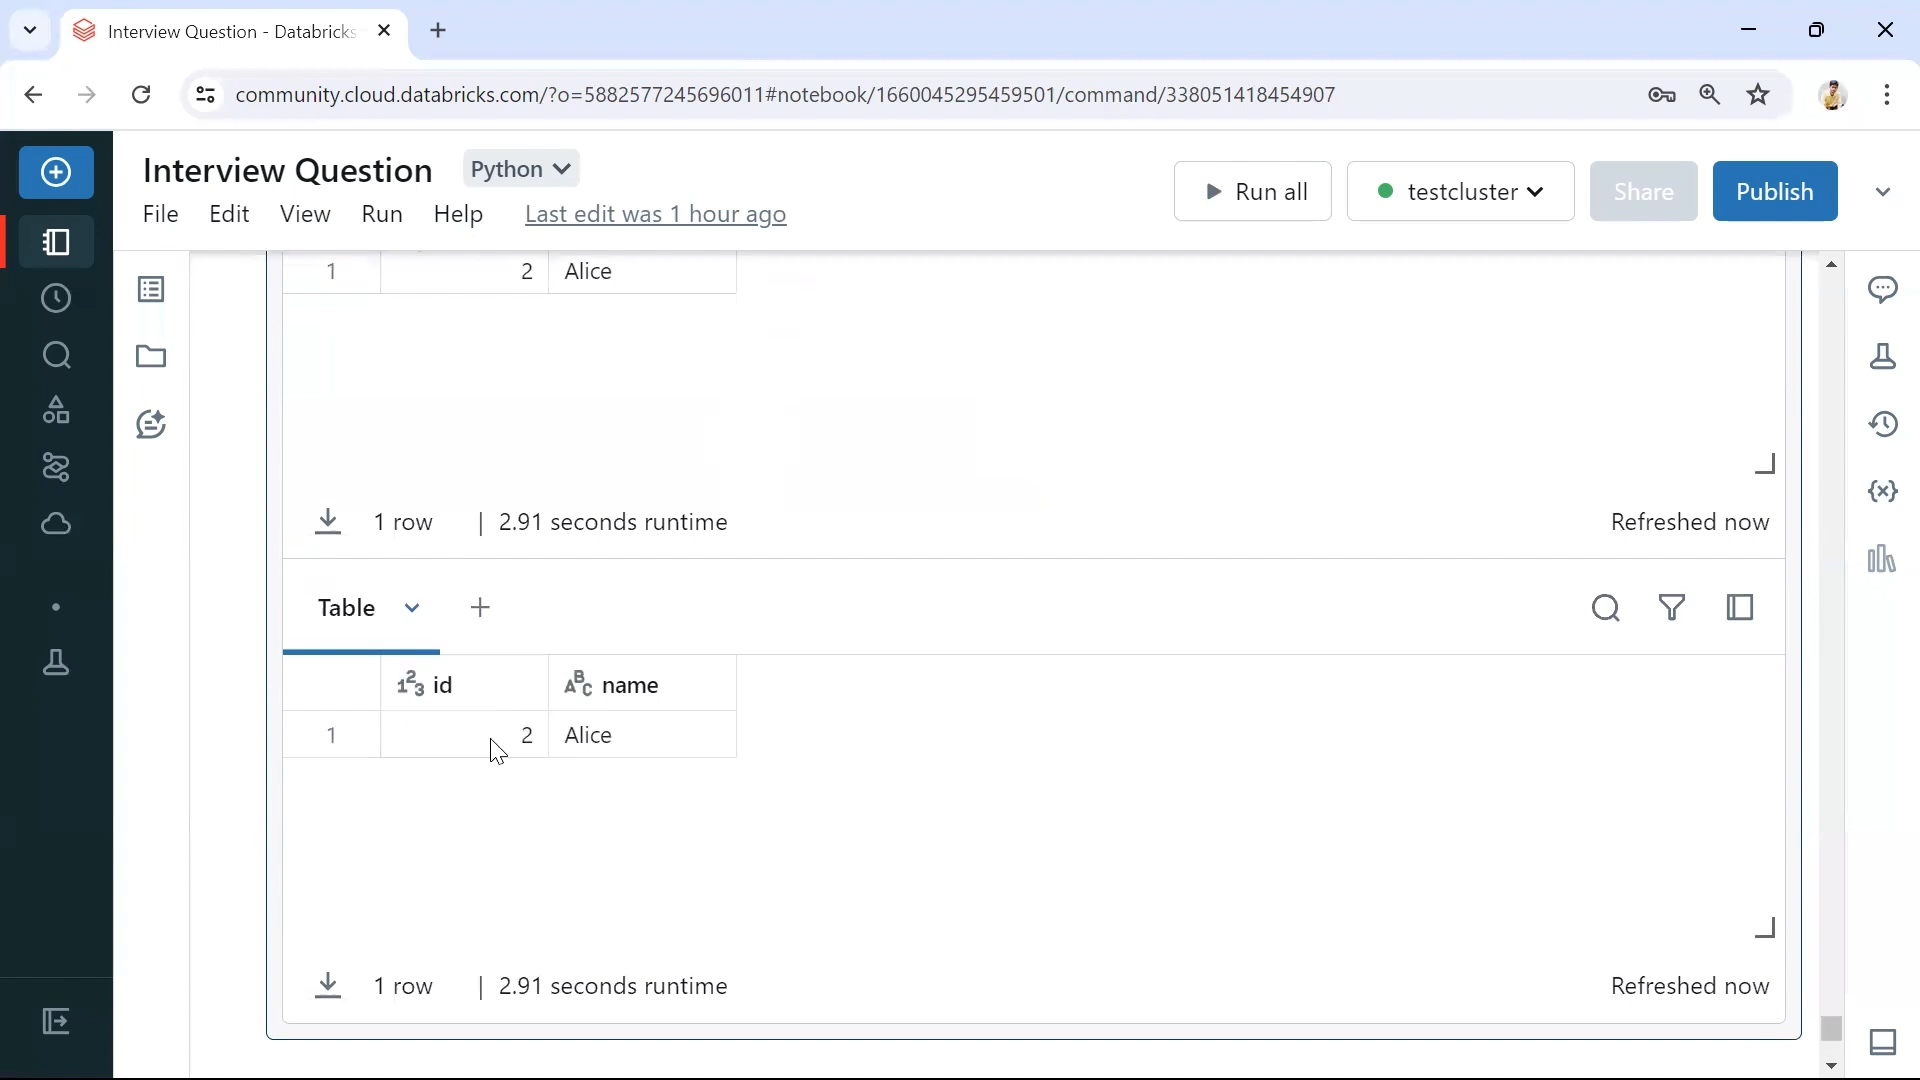 Interview Question - Databricks
community.cloud.databricks.com/?o=5882577245696011#notebook/1660045295459501/command/338051418454907
Interview Question Python
Run all
testcluster
Share
Publish
File Edit View Run Help Last edit was 1 hour ago
1 2 Alice
1 row | 2.91 seconds runtime Refreshed now
Table
123 id ABC name
1 2 Alice
1 row | 2.91 seconds runtime Refreshed now